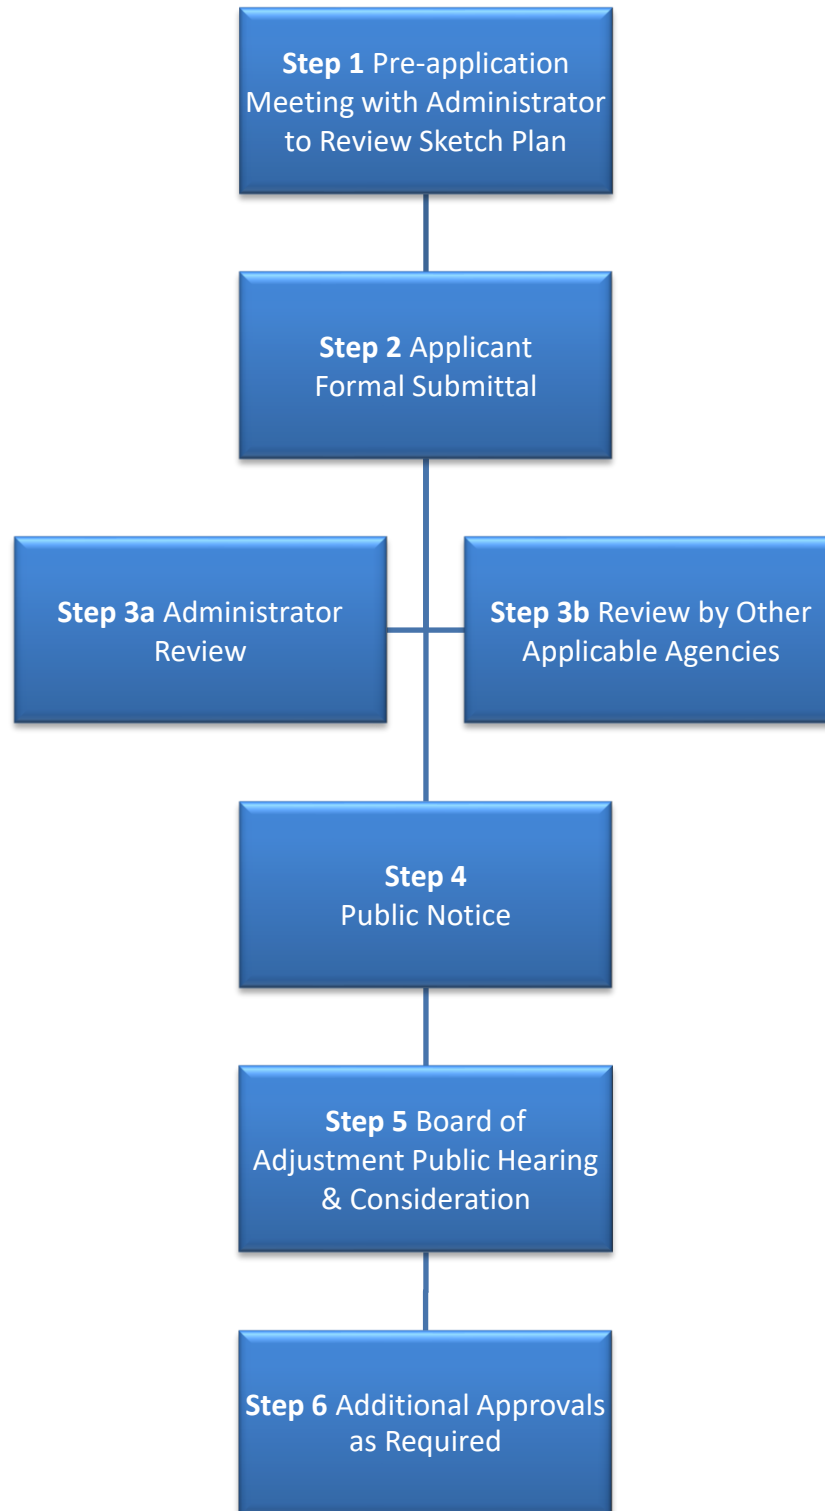 Step 1 Pre-application
Meeting with Administrator
to Review Sketch Plan
Step 2 Applicant
Formal Submittal
Step 3a Administrator
Review
Step 3b Review by Other
Applicable Agencies
Step 4
Public Notice
Step 5 Board of
Adjustment Public Hearing
& Consideration
Step 6 Additional Approvals
as Required